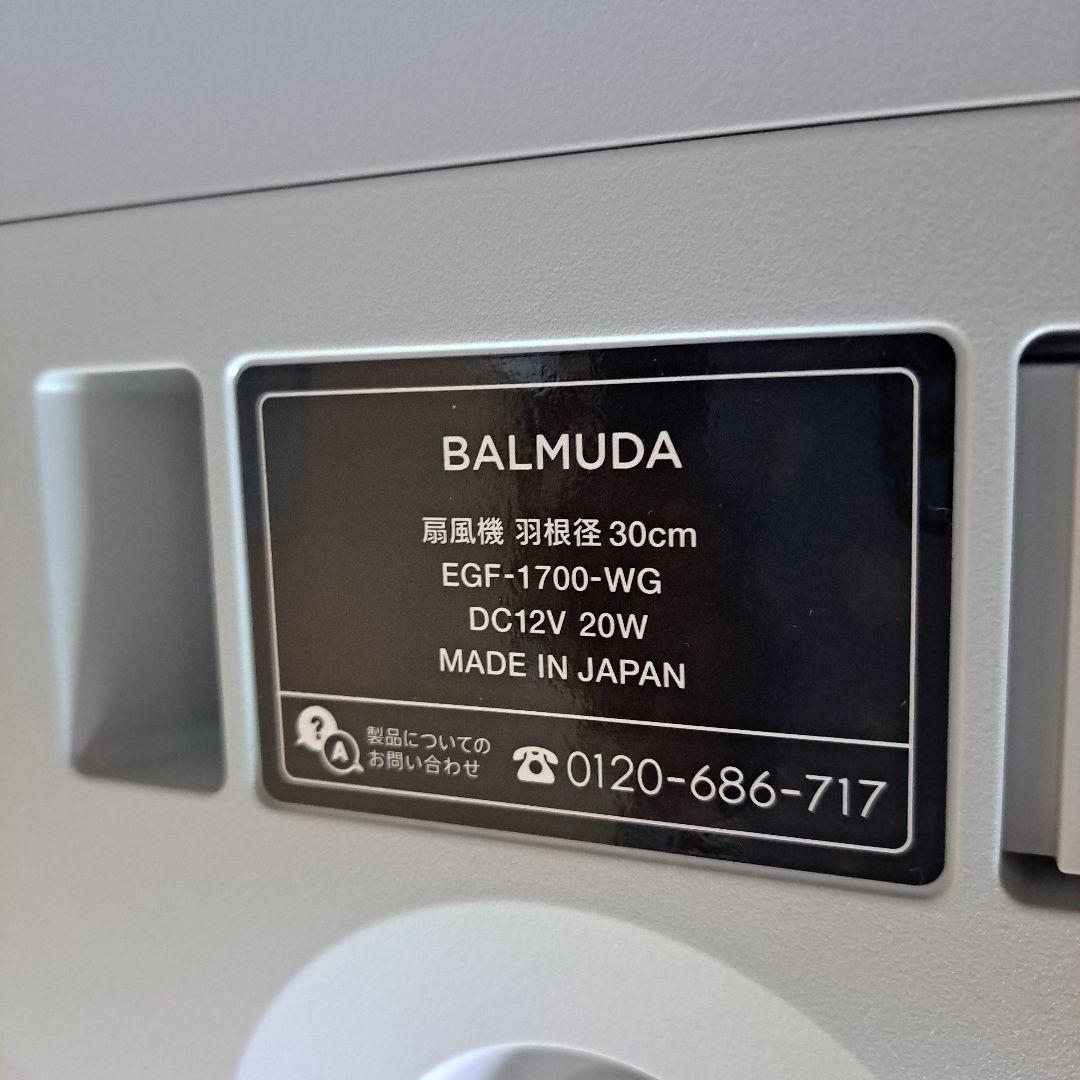 BALMUDA
扇風機 羽根径 30cm
EGF-1700-WG
DC12V 20W
MADE IN JAPAN
? A
製品についての
お問い合わせ
☎0120-686-717